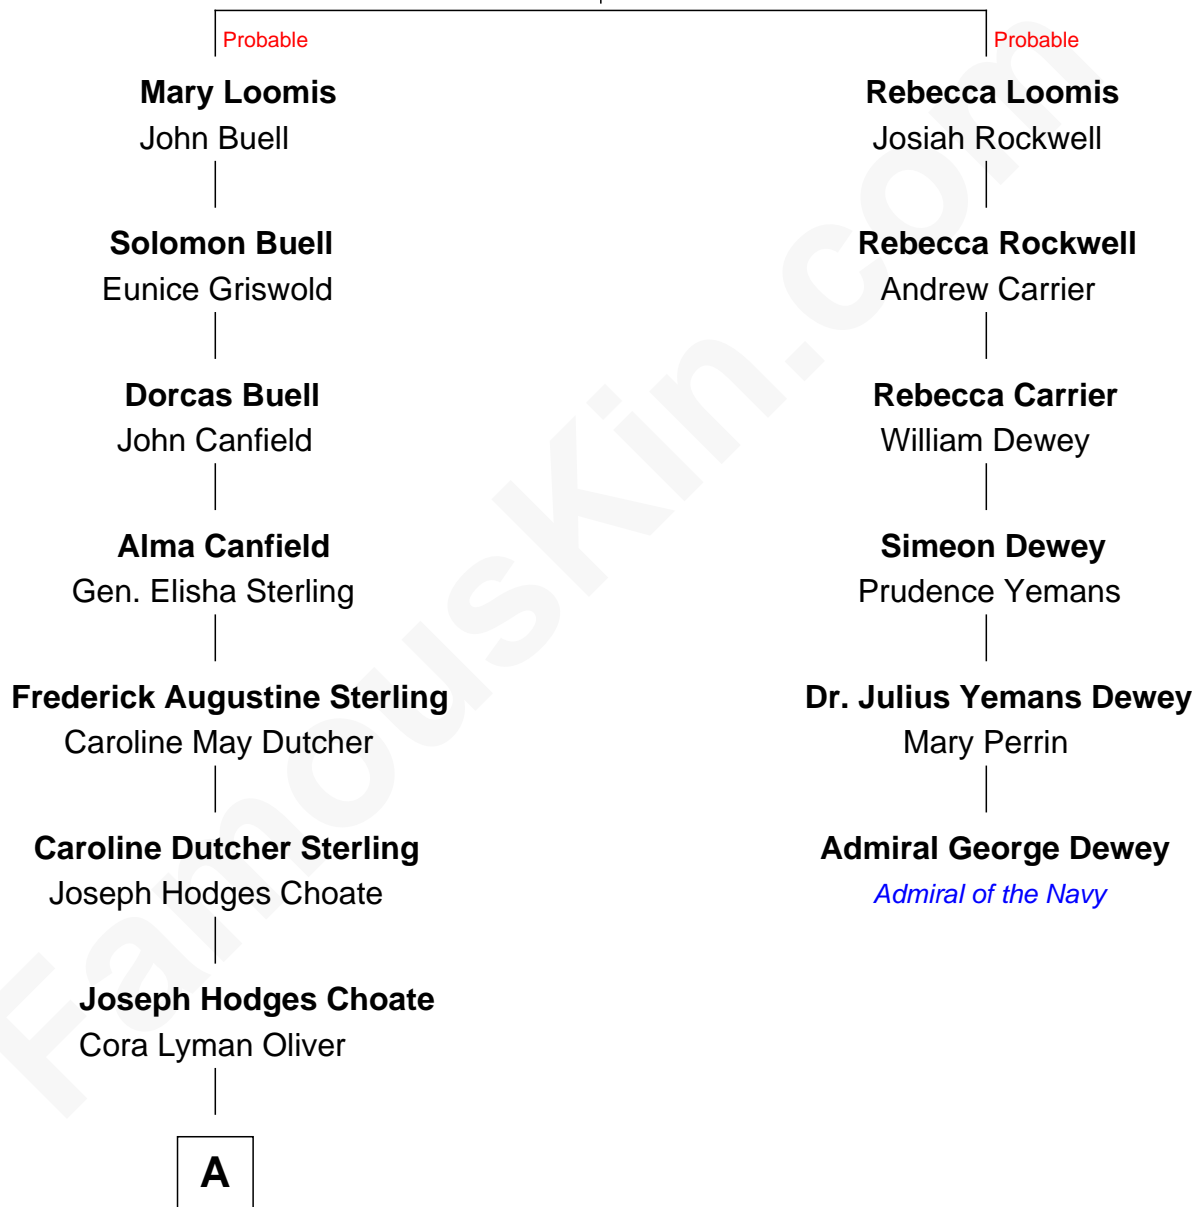 Probable
Mary Loomis
John Buell
Solomon Buell
Eunice Griswold
Dorcas Buell
John Canfield
Alma Canfield
Gen. Elisha Sterling
Frederick Augustine Sterling
Caroline May Dutcher
Caroline Dutcher Sterling
Joseph Hodges Choate
Joseph Hodges Choate
Cora Lyman Oliver
A
Probable
Rebecca Loomis
Josiah Rockwell
Rebecca Rockwell
Andrew Carrier
Rebecca Carrier
William Dewey
Simeon Dewey
Prudence Yemans
Dr. Julius Yemans Dewey
Mary Perrin
Admiral George Dewey
Admiral of the Navy
FamousKin.com